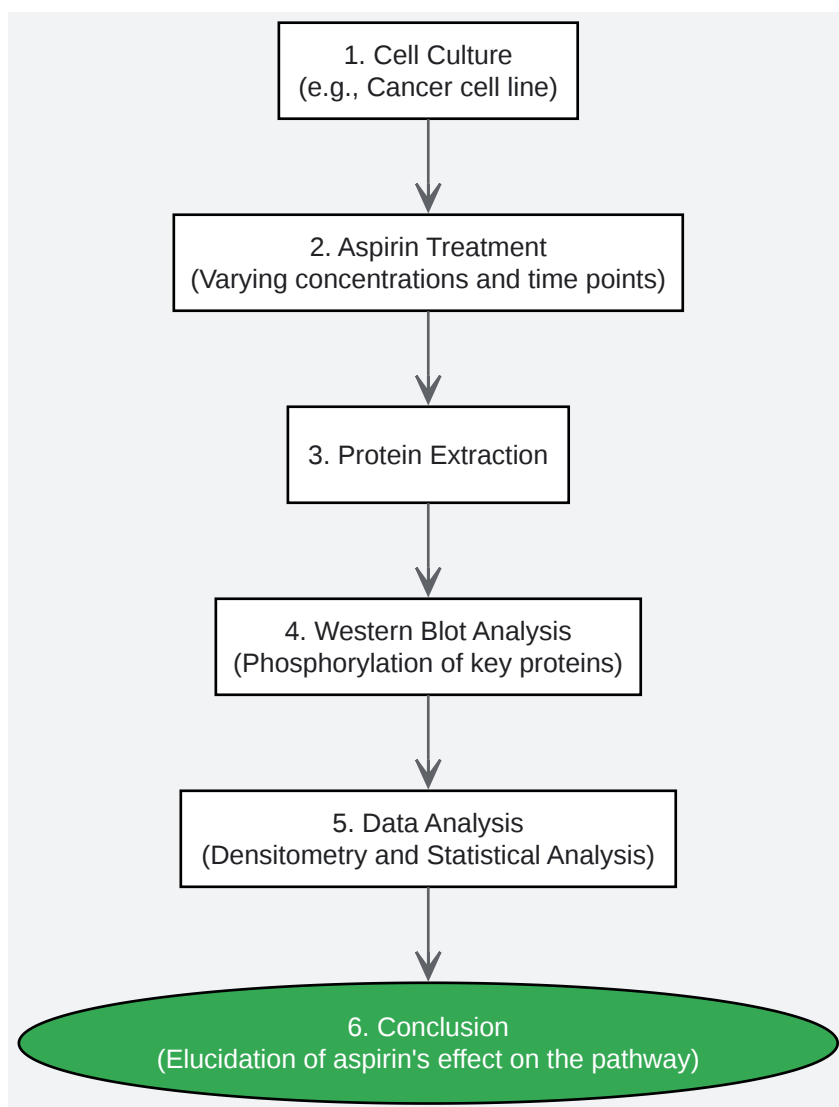 1. Cell Culture
(e.g., Cancer cell line)
2. Aspirin Treatment
(Varying concentrations and time points)
3. Protein Extraction
4. Western Blot Analysis
(Phosphorylation of key proteins)
5. Data Analysis
(Densitometry and Statistical Analysis)
6. Conclusion
(Elucidation of aspirin's effect on the pathway)